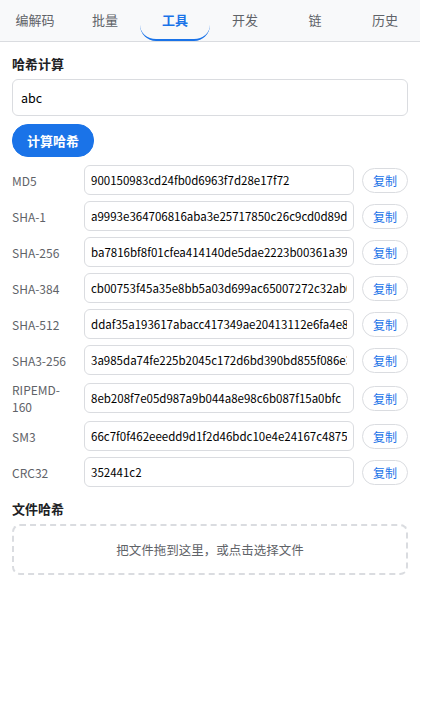 编解码 批量 工具 开发 链 历史
哈希计算
abc
计算哈希
MD5 900150983cd24fb0d6963f7d28e17f72 复制
SHA-1 a9993e364706816aba3e25717850c26c9cd0d89d 复制
SHA-256 ba7816bf8f01cfea414140de5dae2223b00361a39 复制
SHA-384 cb00753f45a35e8bb5a03d699ac65007272c32ab 复制
SHA-512 ddaf35a193617abacc417349ae20413112e6fa4e8 复制
SHA3-256 3a985da74fe225b2045c172d6bd390bd855f086e 复制
RIPEMD-
160 8eb208f7e05d987a9b044a8e98c6b087f15a0bfc 复制
SM3 66c7f0f462eeedd9d1f2d46bdc10e4e24167c4875 复制
CRC32 352441c2 复制
文件哈希
把文件拖到这里，或点击选择文件